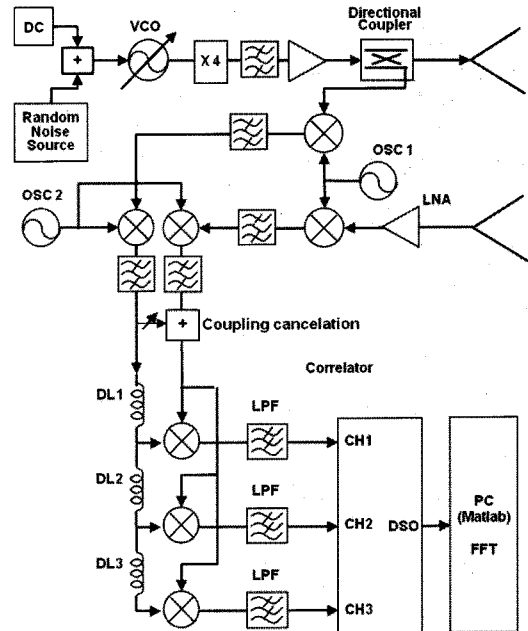 DC
VCO
Directional
Coupler
+
X 4
Random
Noise
Source
OSC 1
OSC 2
LNA
+
Coupling cancelation
Correlator
DL1
LPF
CH1
DL2
LPF
PC
(Matlab)
CH2
DSO
FFT
DL3
LPF
CH3